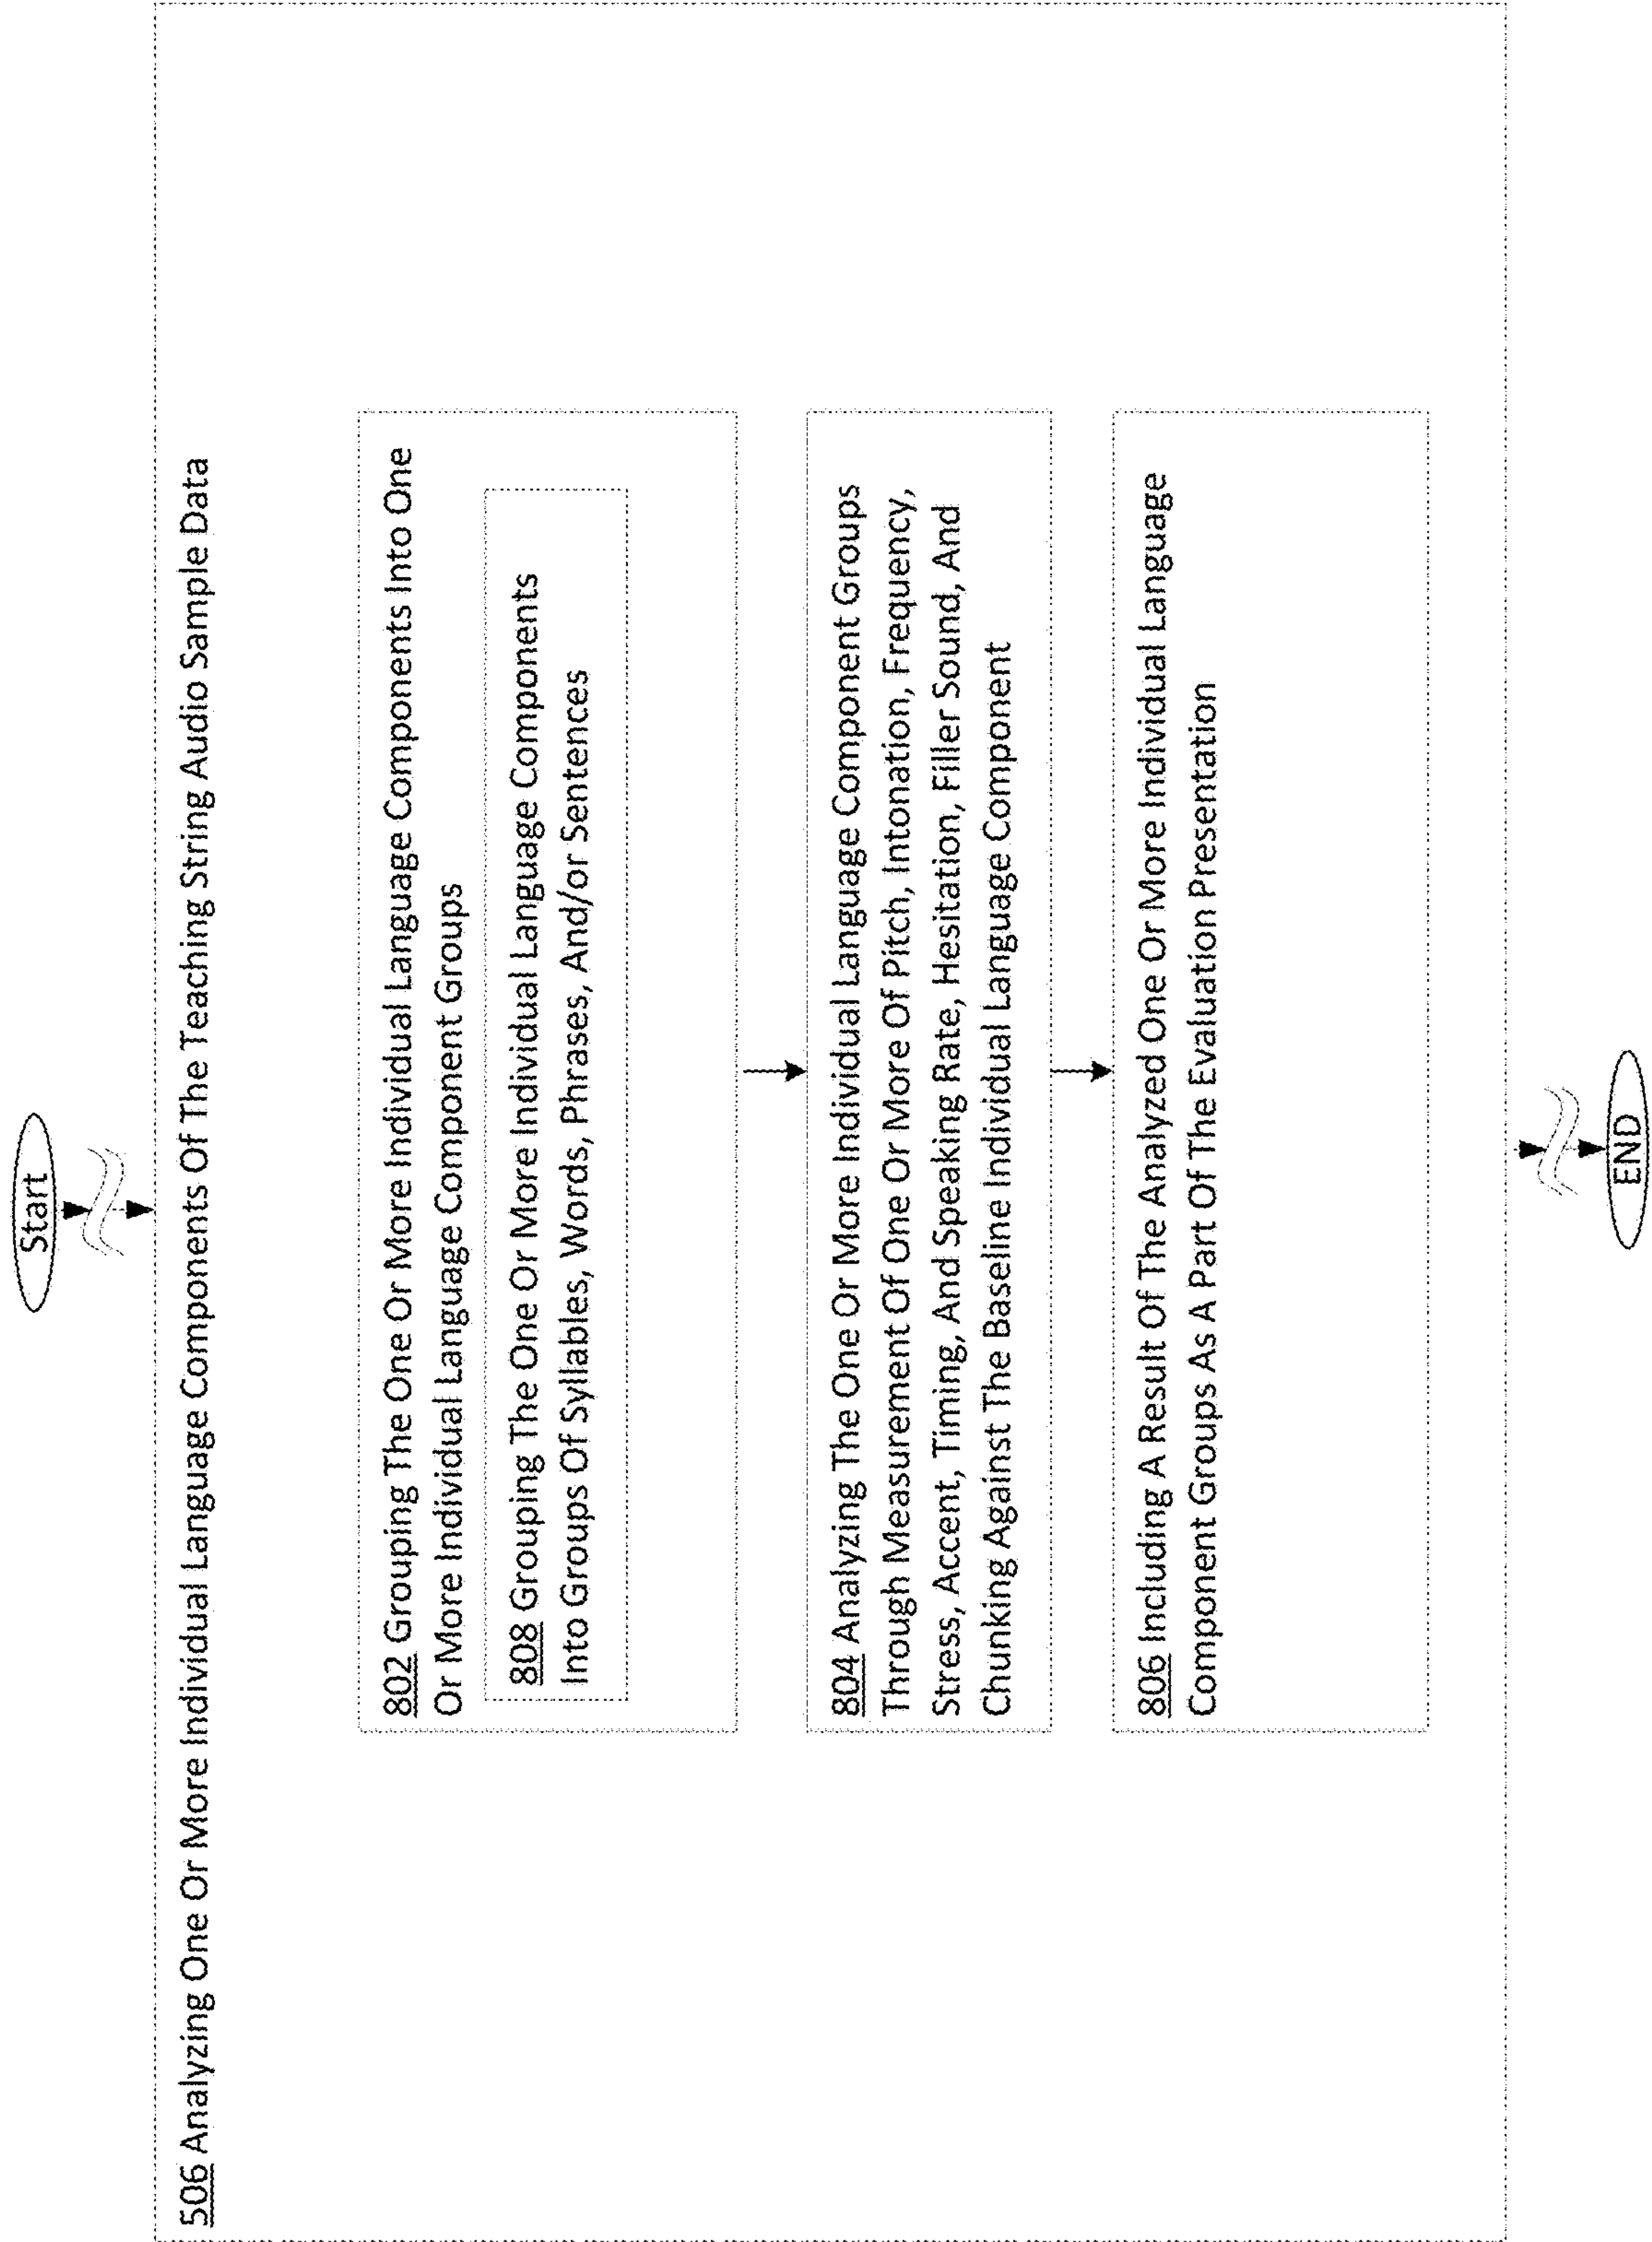 Start
506 Analyzing One Or More Individual Language Components Of The Teaching String Audio Sample Data
802 Grouping The One Or More Individual Language Components Into One
Or More Individual Language Component Groups
808 Grouping The One Or More Individual Language Components
Into Groups Of Syllables, Words, Phrases, And/or Sentences
804 Analyzing The One Or More Individual Language Component Groups
Through Measurement Of One Or More Of Pitch, Intonation, Frequency,
Stress, Accent, Timing, And Speaking Rate, Hesitation, Filler Sound, And
Chunking Against The Baseline Individual Language Component
806 Including A Result Of The Analyzed One Or More Individual Language
Component Groups As A Part Of The Evaluation Presentation
END